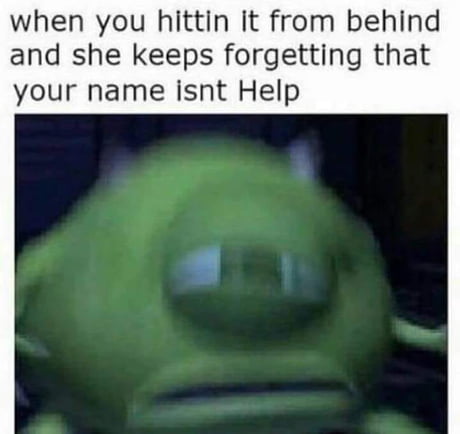 when you hittin it from behind
and she keeps forgetting that
your name isnt Help